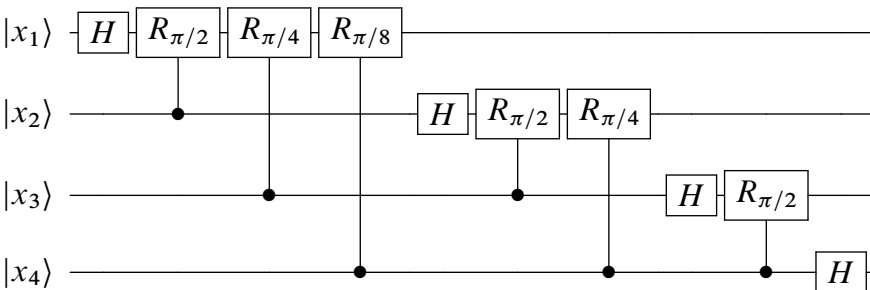 |x₁⟩ H R_{π/2} R_{π/4} R_{π/8}
|x₂⟩ H R_{π/2} R_{π/4}
|x₃⟩ H R_{π/2}
|x₄⟩ H